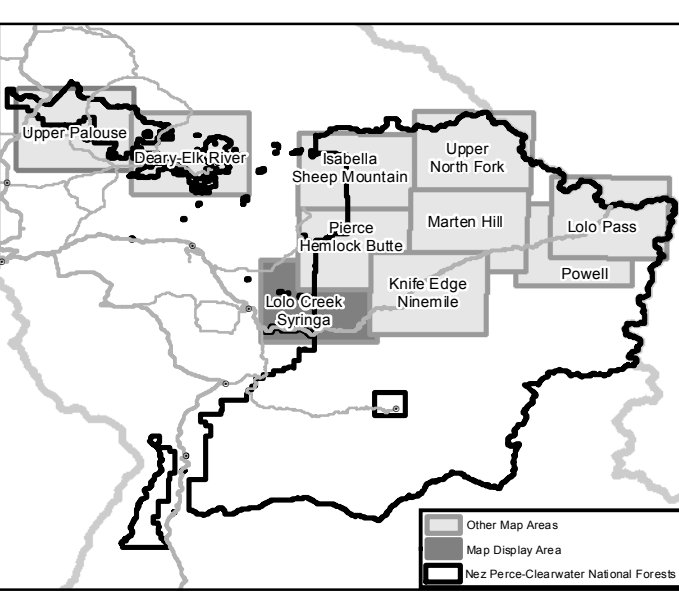 Upper Palouse
Deary-Elk River
Isabella
Sheep Mountain
Upper
North Fork
Pierce
Hemlock Butte
Marten Hill
Lolo Pass
Powell
Knife Edge
Ninemile
Lolo Creek
Syringa
Other Map Areas
Map Display Area
Nez Perce-Clearwater National Forests